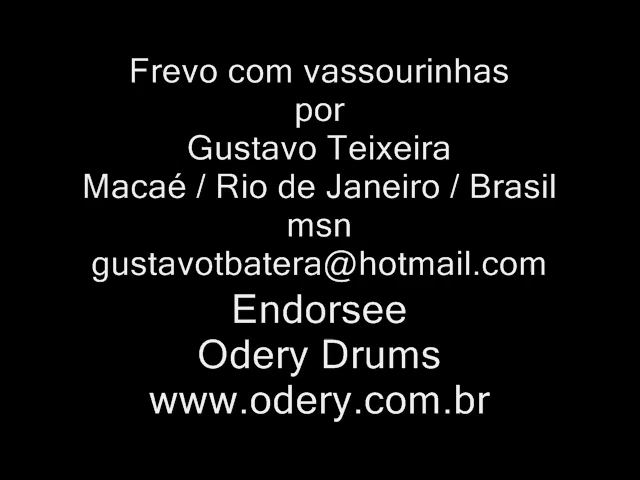 Frevo com vassourinhas
por
Gustavo Teixeira
Macaé / Rio de Janeiro / Brasil
msn
gustavotbatera@hotmail.com
Endorsee
Odery Drums
www.odery.com.br